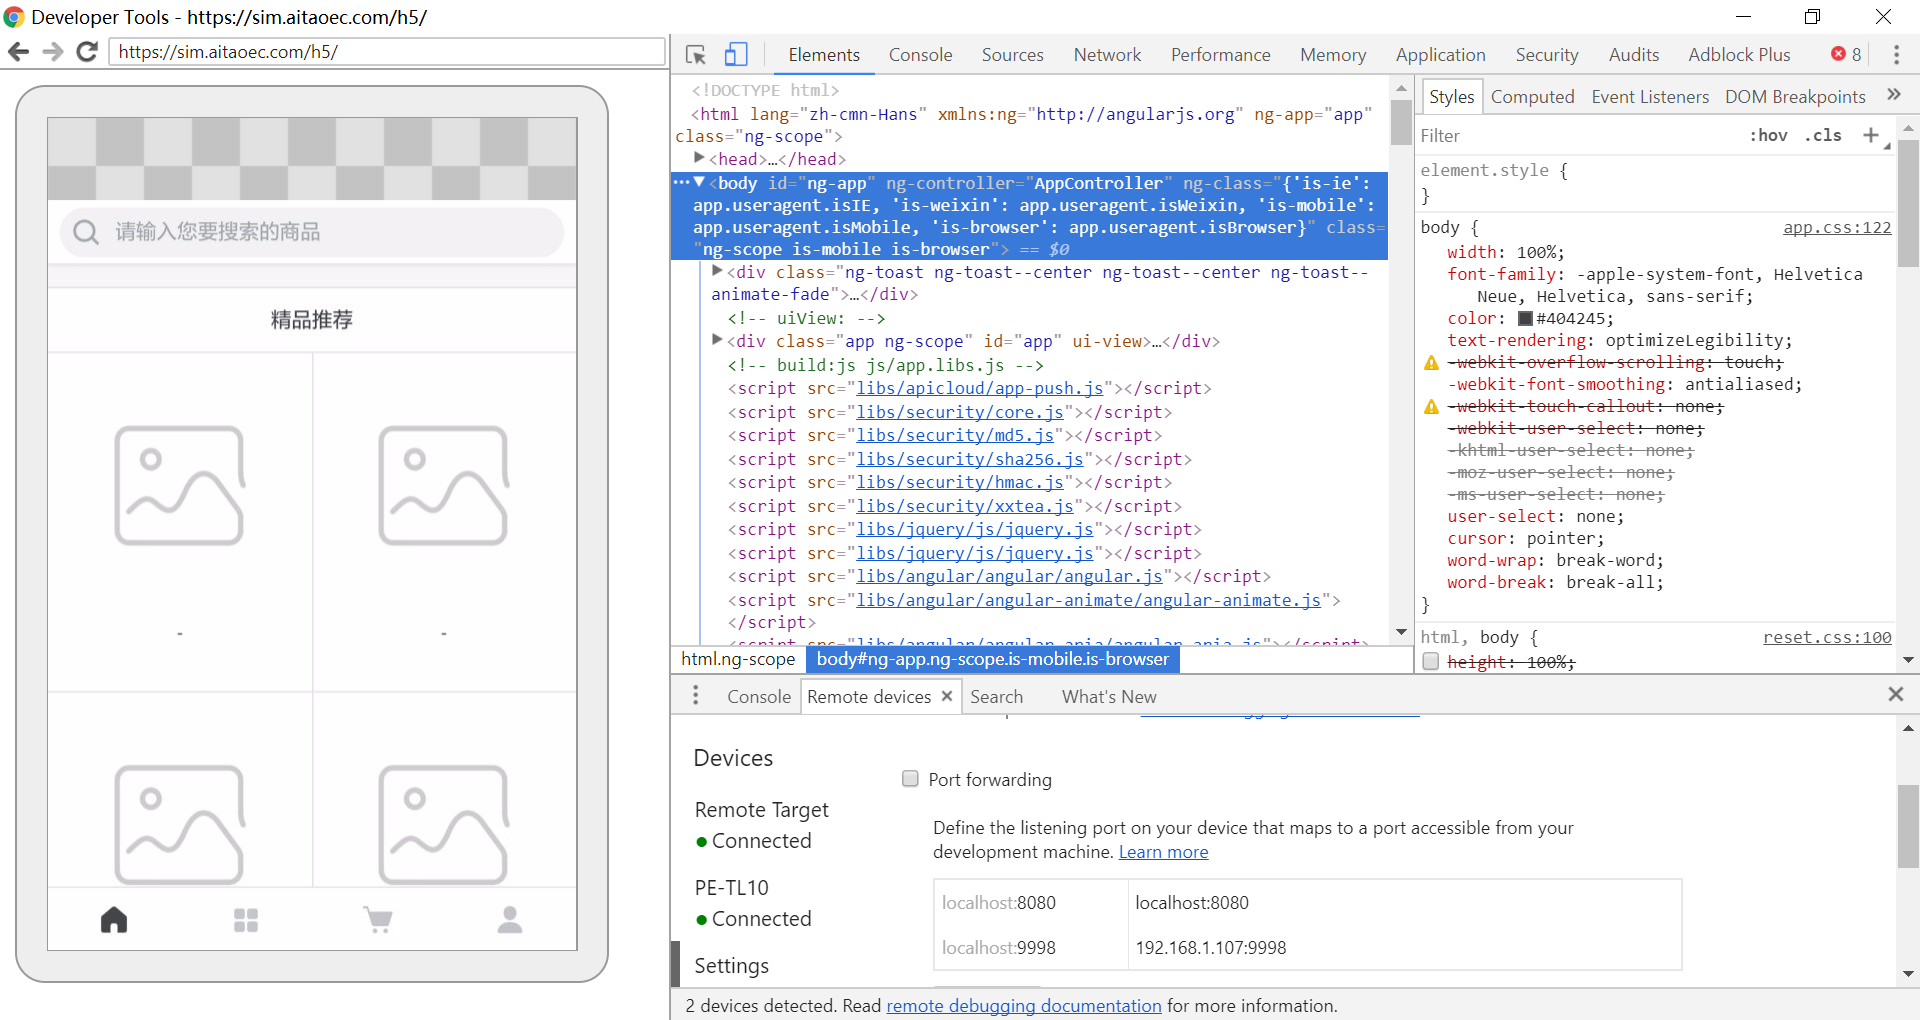 Developer Tools - https://sim.aitaoec.com/h5/
https://sim.aitaoec.com/h5/
请输入您要搜索的商品
精品推荐
-
-
Elements Console Sources Network Performance Memory Application Security Audits Adblock Plus 8
<!DOCTYPE html>
<html lang="zh-cmn-Hans" xmlns:ng="http://angularjs.org" ng-app="app"
class="ng-scope">
<head>…</head>
<body id="ng-app" ng-controller="AppController" ng-class="{'is-ie':
app.useragent.isIE, 'is-weixin': app.useragent.isWeixin, 'is-mobile':
app.useragent.isMobile, 'is-browser': app.useragent.isBrowser}" class=
"ng-scope is-mobile is-browser"> == $0
<div class="ng-toast ng-toast--center ng-toast--center ng-toast--
animate-fade">…</div>
<!-- uiView: -->
<div class="app ng-scope" id="app" ui-view>…</div>
<!-- build:js js/app.libs.js -->
<script src="libs/apicloud/app-push.js"></script>
<script src="libs/security/core.js"></script>
<script src="libs/security/md5.js"></script>
<script src="libs/security/sha256.js"></script>
<script src="libs/security/hmac.js"></script>
<script src="libs/security/xxtea.js"></script>
<script src="libs/jquery/js/jquery.js"></script>
<script src="libs/jquery/js/jquery.js"></script>
<script src="libs/angular/angular/angular.js"></script>
<script src="libs/angular/angular-animate/angular-animate.js">
</script>
<script src="libs/angular/angular-aria/angular-aria.js"></script>
html.ng-scope body#ng-app.ng-scope.is-mobile.is-browser
Styles Computed Event Listeners DOM Breakpoints »
Filter :hov .cls +
element.style {
}
body { app.css:122
width: 100%;
font-family: -apple-system-font, Helvetica
Neue, Helvetica, sans-serif;
color: #404245;
text-rendering: optimizeLegibility;
-webkit-overflow-scrolling: touch;
-webkit-font-smoothing: antialiased;
-webkit-touch-callout: none;
-webkit-user-select: none;
-khtml-user-select: none;
-moz-user-select: none;
-ms-user-select: none;
user-select: none;
cursor: pointer;
word-wrap: break-word;
word-break: break-all;
}
html, body { reset.css:100
height: 100%;
Console Remote devices × Search What's New
Devices
Remote Target
Connected
PE-TL10
Connected
Settings
Port forwarding
Define the listening port on your device that maps to a port accessible from your
development machine. Learn more
localhost:8080 localhost:8080
localhost:9998 192.168.1.107:9998
2 devices detected. Read remote debugging documentation for more information.